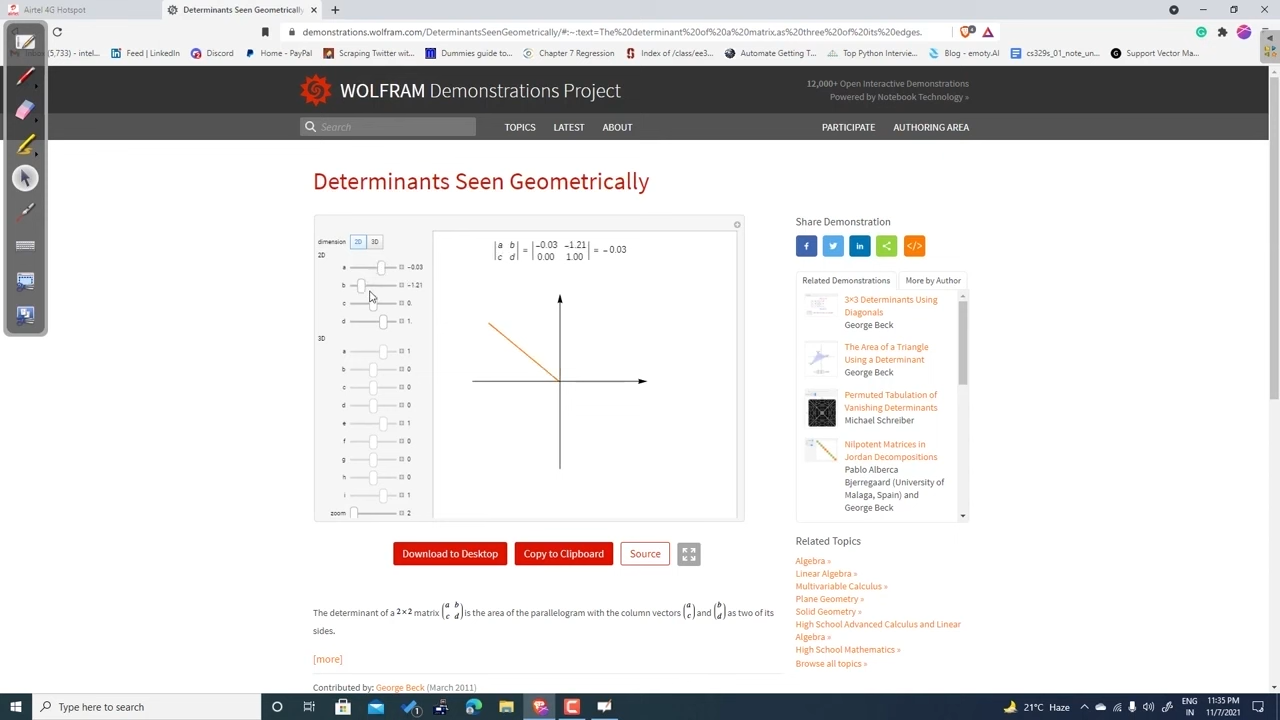 Airtel 4G Hotspot
Determinants Seen Geometrically
demonstrations.wolfram.com/DeterminantsSeenGeometrically/#:~:text=The%20determinant%20of%20a%20matrix,as%20three%20of%20its%20edges.
(5,733) - intel...
Feed | LinkedIn
Discord
Home - PayPal
Scraping Twitter wit...
Dummies guide to...
Chapter 7 Regression
Index of /class/ee3...
Automate Getting T...
Top Python Intervie...
Blog - emoty.AI
cs329s_01_note_un...
Support Vector Ma...
WOLFRAM Demonstrations Project
12,000+ Open Interactive Demonstrations
Powered by Notebook Technology »
Search
TOPICS
LATEST
ABOUT
PARTICIPATE
AUTHORING AREA
Determinants Seen Geometrically
dimension 2D 3D
2D
a -0.03
b -1.21
c 0.
d 1.
3D
a 1
b 0
c 0
d 0
e 1
f 0
g 0
h 0
i 1
zoom 2
|a b| = |-0.03 -1.21| = -0.03
|c d| |0.00 1.00|
Share Demonstration
Related Demonstrations
More by Author
3×3 Determinants Using
Diagonals
George Beck
The Area of a Triangle
Using a Determinant
George Beck
Permuted Tabulation of
Vanishing Determinants
Michael Schreiber
Nilpotent Matrices in
Jordan Decompositions
Pablo Alberca
Bjerregaard (University of
Malaga, Spain) and
George Beck
Download to Desktop
Copy to Clipboard
Source
Related Topics
Algebra »
Linear Algebra »
Multivariable Calculus »
Plane Geometry »
Solid Geometry »
High School Advanced Calculus and Linear
Algebra »
High School Mathematics »
Browse all topics »
The determinant of a 2×2 matrix (a b c d) is the area of the parallelogram with the column vectors (a c) and (b d) as two of its
sides.
[more]
Contributed by: George Beck (March 2011)
Type here to search
21°C Haze
ENG
IN
11:35 PM
11/7/2021